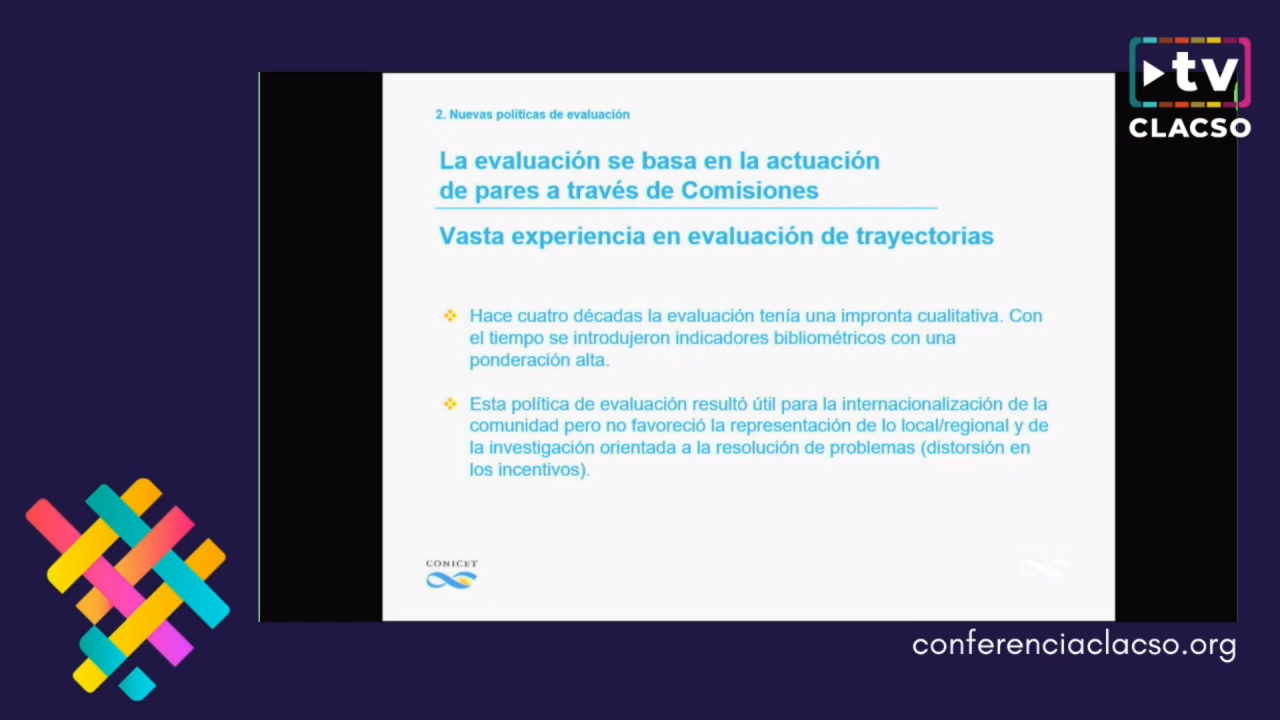 tv
CLACSO
2. Nuevas políticas de evaluación
La evaluación se basa en la actuación
de pares a través de Comisiones
Vasta experiencia en evaluación de trayectorias
Hace cuatro décadas la evaluación tenía una impronta cualitativa. Con
el tiempo se introdujeron indicadores bibliométricos con una
ponderación alta.
Esta política de evaluación resultó útil para la internacionalización de la
comunidad pero no favoreció la representación de lo local/regional y de
la investigación orientada a la resolución de problemas (distorsión en
los incentivos).
CONICET
conferenciaclacso.org